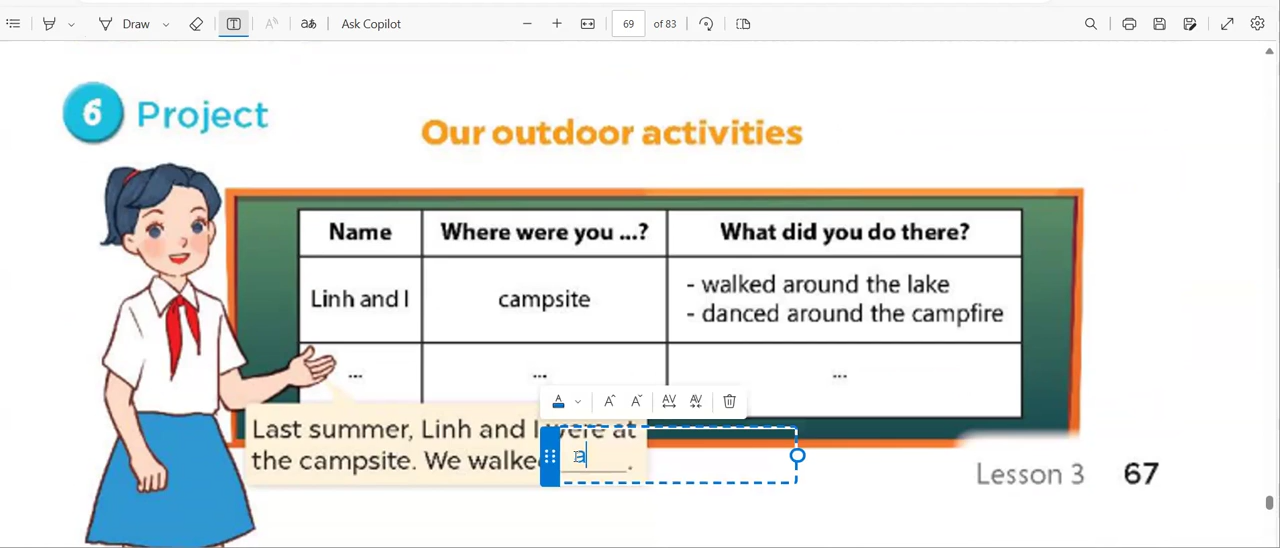 Draw
Ask Copilot
69 of 83
6 Project
Our outdoor activities
Name Where were you ...? What did you do there?
Linh and I campsite - walked around the lake
- danced around the campfire
... ... ...
Last summer, Linh and I were at
the campsite. We walked a______.
Lesson 3 67